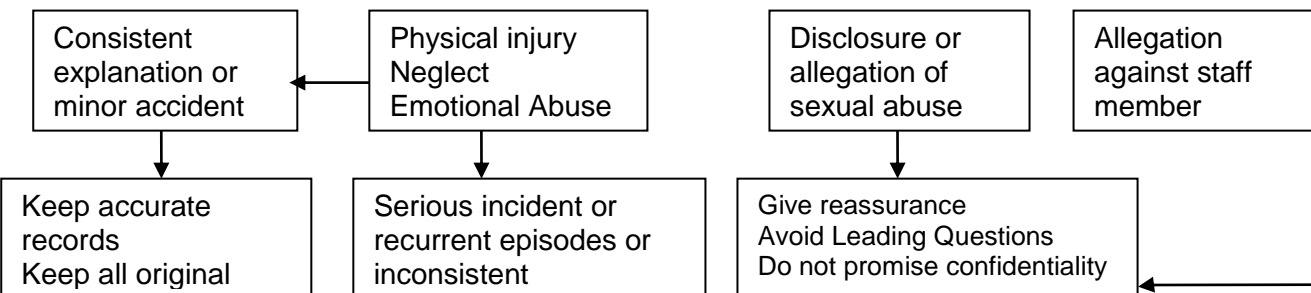 Consistent
explanation or
minor accident
Physical injury
Neglect
Emotional Abuse
Disclosure or
allegation of
sexual abuse
Allegation
against staff
member
Keep accurate
records
Keep all original
Serious incident or
recurrent episodes or
inconsistent
Give reassurance
Avoid Leading Questions
Do not promise confidentiality